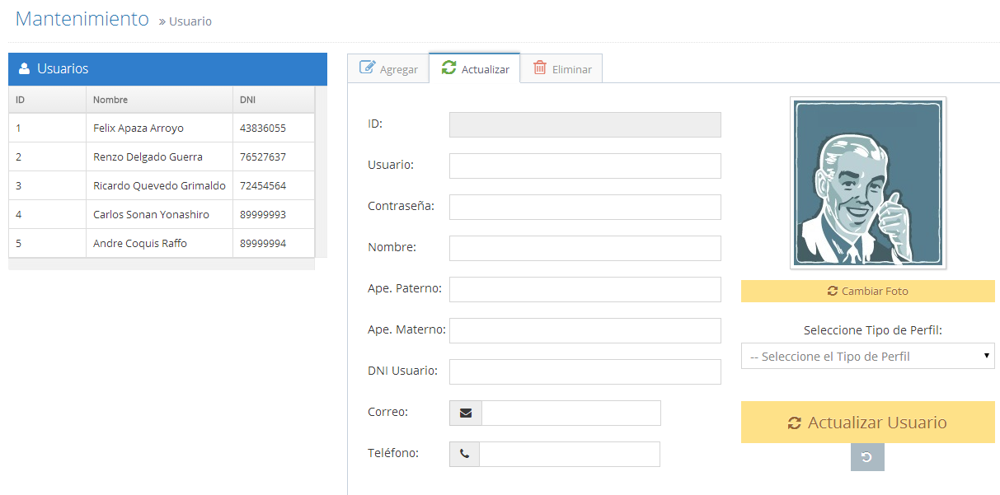 Mantenimiento » Usuario
Usuarios
ID Nombre DNI
1 Felix Apaza Arroyo 43836055
2 Renzo Delgado Guerra 76527637
3 Ricardo Quevedo Grimaldo 72454564
4 Carlos Sonan Yonashiro 89999993
5 Andre Coquis Raffo 89999994
Agregar Actualizar Eliminar
ID:
Usuario:
Contraseña:
Nombre:
Ape. Paterno:
Ape. Materno:
DNI Usuario:
Correo:
Teléfono:
Cambiar Foto
Seleccione Tipo de Perfil:
-- Seleccione el Tipo de Perfil
Actualizar Usuario